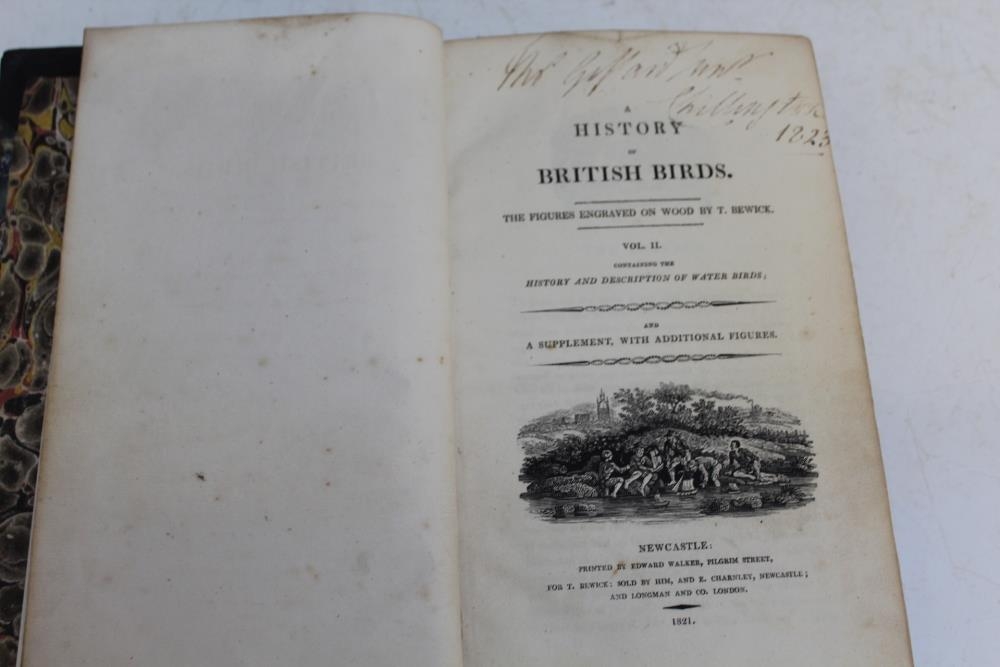 Giffard
Chillington
1823
A
HISTORY
OF
BRITISH BIRDS.
THE FIGURES ENGRAVED ON WOOD BY T. BEWICK.
VOL. II.
CONTAINING THE
HISTORY AND DESCRIPTION OF WATER BIRDS;
AND
A SUPPLEMENT, WITH ADDITIONAL FIGURES.
NEWCASTLE:
PRINTED BY EDWARD WALKER, PILGRIM STREET,
FOR T. BEWICK: SOLD BY HIM, AND E. CHARNLEY, NEWCASTLE;
AND LONGMAN AND CO. LONDON.
1821.